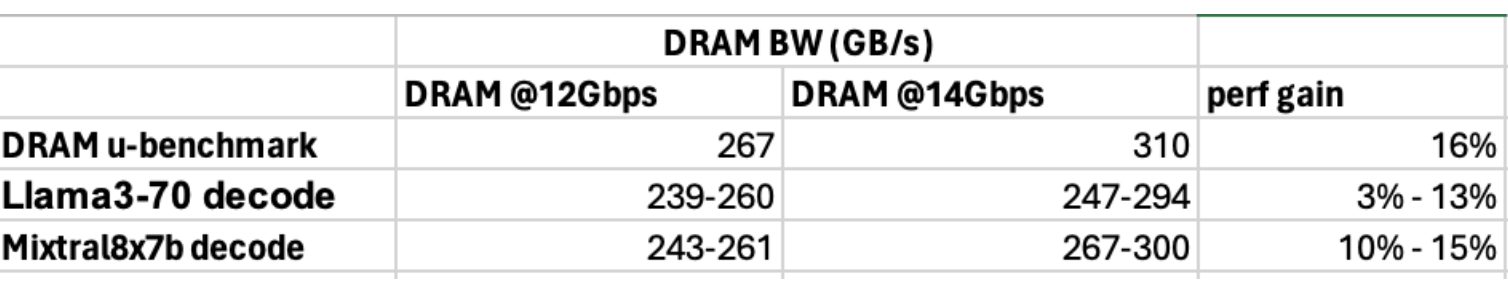 DRAM BW (GB/s)
DRAM @12Gbps DRAM @14Gbps perf gain
DRAM u-benchmark 267 310 16%
Llama3-70 decode 239-260 247-294 3% - 13%
Mixtral8x7b decode 243-261 267-300 10% - 15%